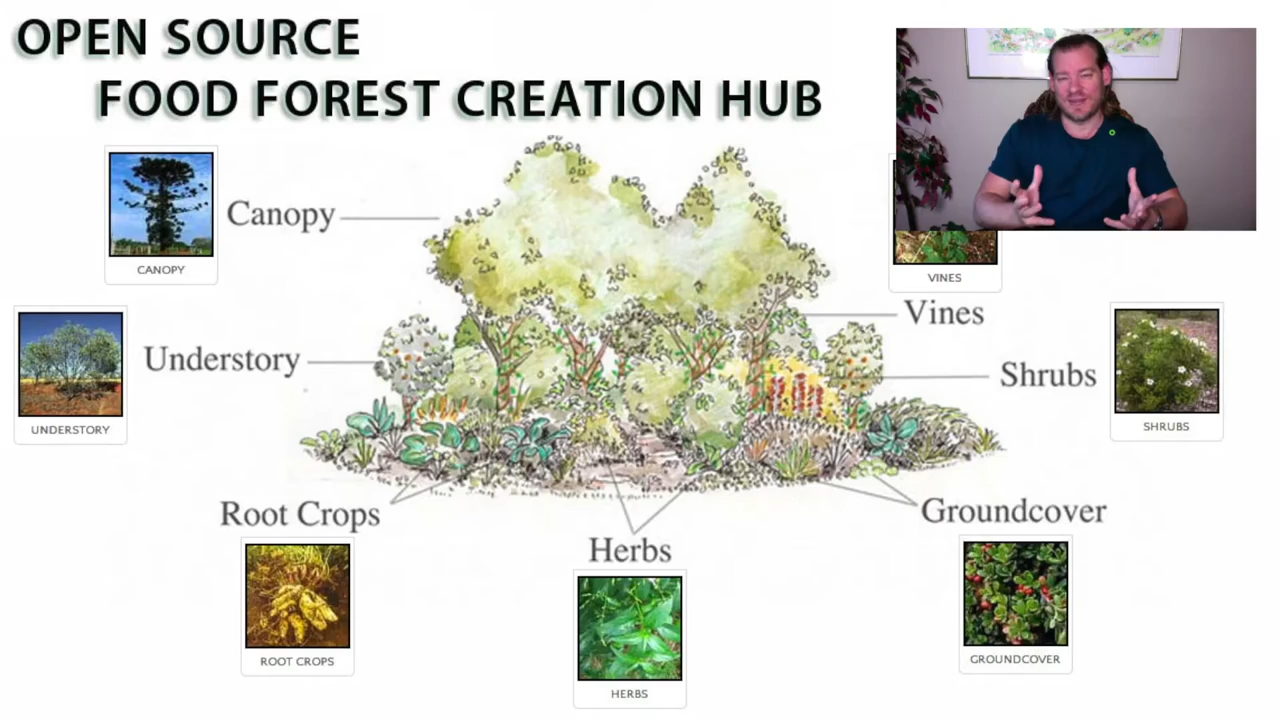 OPEN SOURCE
FOOD FOREST CREATION HUB
CANOPY
Canopy
VINES
Vines
UNDERSTORY
Understory
Shrubs
SHRUBS
Root Crops
ROOT CROPS
Herbs
HERBS
Groundcover
GROUNDCOVER